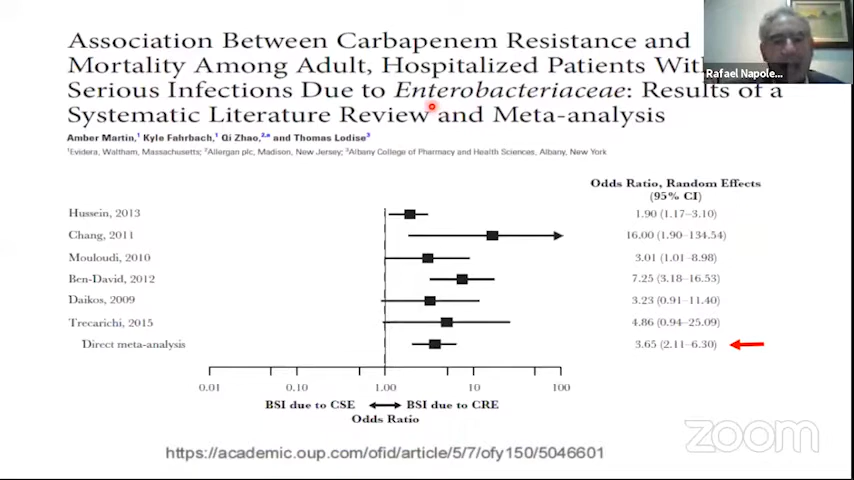 Association Between Carbapenem Resistance and
Mortality Among Adult, Hospitalized Patients Wit
Serious Infections Due to Enterobacteriaceae: Results of a
Systematic Literature Review and Meta-analysis
Rafael Napole...
Amber Martin,1 Kyle Fahrbach,1 Qi Zhao,2,a and Thomas Lodise3
1Evidera, Waltham, Massachusetts; 2Allergan plc, Madison, New Jersey; 3Albany College of Pharmacy and Health Sciences, Albany, New York
Odds Ratio, Random Effects
(95% CI)
Hussein, 2013 1.90 (1.17–3.10)
Chang, 2011 16.00 (1.90–134.54)
Mouloudi, 2010 3.01 (1.01–8.98)
Ben-David, 2012 7.25 (3.18–16.53)
Daikos, 2009 3.23 (0.91–11.40)
Trecarichi, 2015 4.86 (0.94–25.09)
Direct meta-analysis 3.65 (2.11–6.30)
0.01 0.10 1.00 10 100
BSI due to CSE BSI due to CRE
Odds Ratio
zoom
https://academic.oup.com/ofid/article/5/7/ofy150/5046601